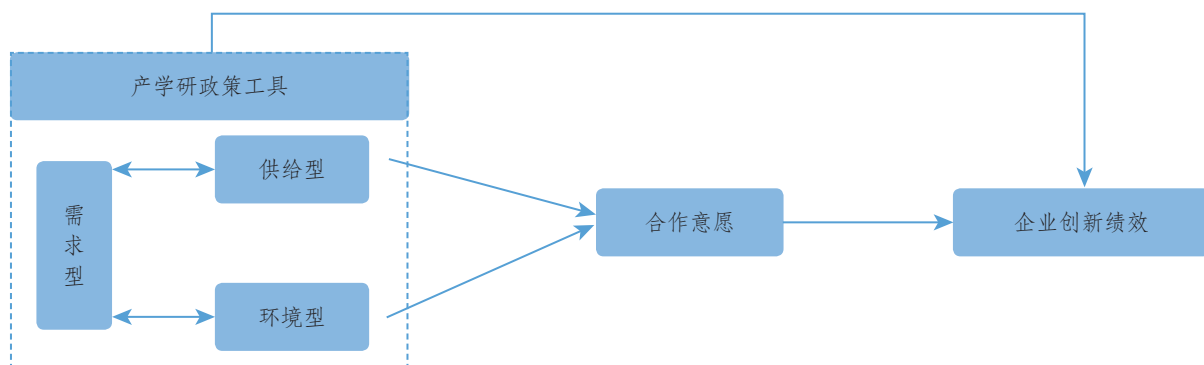 产学研政策工具
供给型
需求型
环境型
合作意愿
企业创新绩效